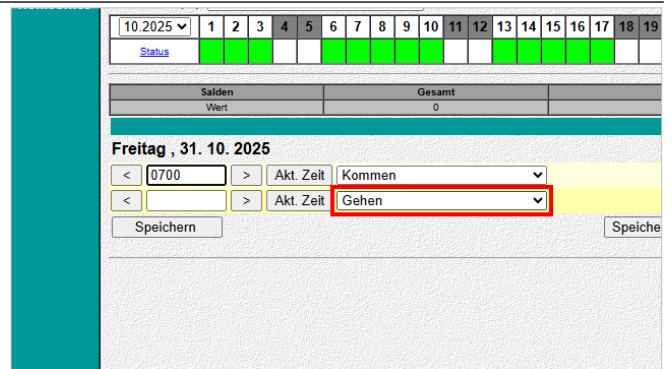 10.2025 1 2 3 4 5 6 7 8 9 10 11 12 13 14 15 16 17 18 19
Status
Salden Gesamt
Wert 0
Freitag , 31. 10. 2025
< 0700 > Akt. Zeit Kommen
< > Akt. Zeit Gehen
Speichern Speiche